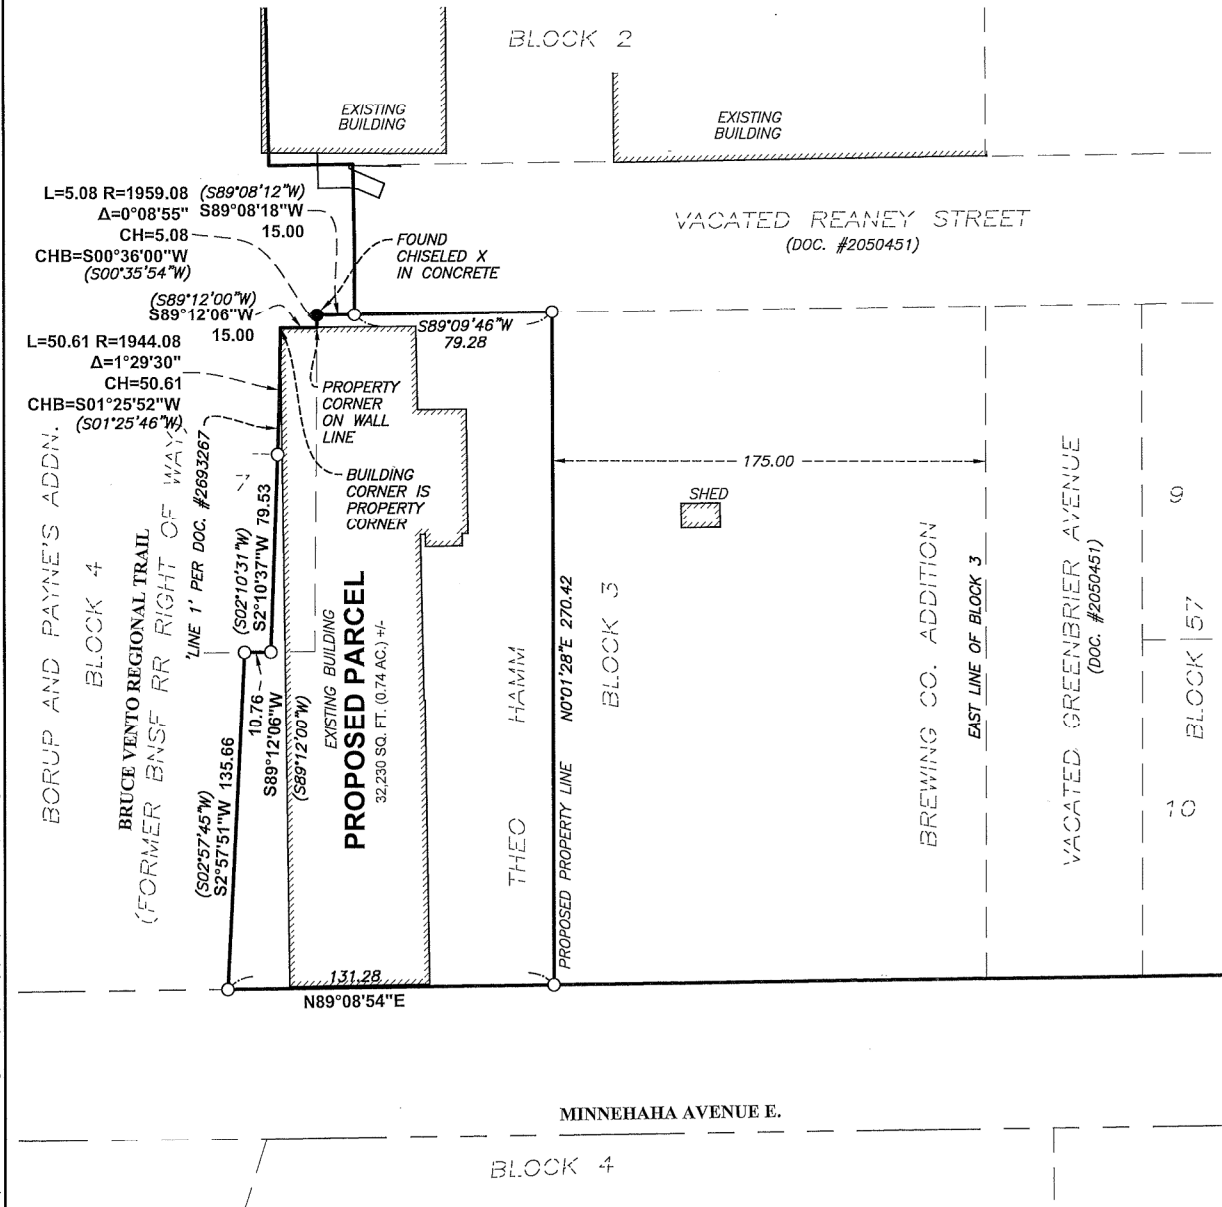 BLOCK 2
EXISTING
BUILDING
EXISTING
BUILDING
L=5.08 R=1959.08
Δ=0°08'55"
CH=5.08
CHB=S00°36'00"W
(S00°35'54"W)
(S89°08'12"W)
S89°08'18"W
15.00
FOUND
CHISELED X
IN CONCRETE
VACATED REANEY STREET
(DOC. #2050451)
(S89°12'00"W)
S89°12'06"W
15.00
S89°09'46"W
79.28
L=50.61 R=1944.08
Δ=1°29'30"
CH=50.61
CHB=S01°25'52"W
(S01°25'46"W)
PROPERTY
CORNER
ON WALL
LINE
BUILDING
CORNER IS
PROPERTY
CORNER
175.00
SHED
7
9
10
BLOCK 57
BORUP AND PAYNE'S ADDN.
BLOCK 4
BRUCE VENTO REGIONAL TRAIL
(FORMER BNSF RR RIGHT OF WAY)
'LINE 1' PER DOC. #2693267
(S02°10'31"W)
S2°10'37"W 79.53
10.76
S89°12'06"W
(S89°12'00"W)
(S02°57'45"W)
S2°57'51"W 135.66
EXISTING BUILDING
PROPOSED PARCEL
32,230 SQ. FT. (0.74 AC.) +/-
THEO HAMM
PROPOSED PROPERTY LINE N0°01'28"E 270.42
BLOCK 3
BREWING CO. ADDITION
EAST LINE OF BLOCK 3
VACATED GREENBRIER AVENUE
(DOC. #2050451)
131.28
N89°08'54"E
MINNEHAHA AVENUE E.
BLOCK 4